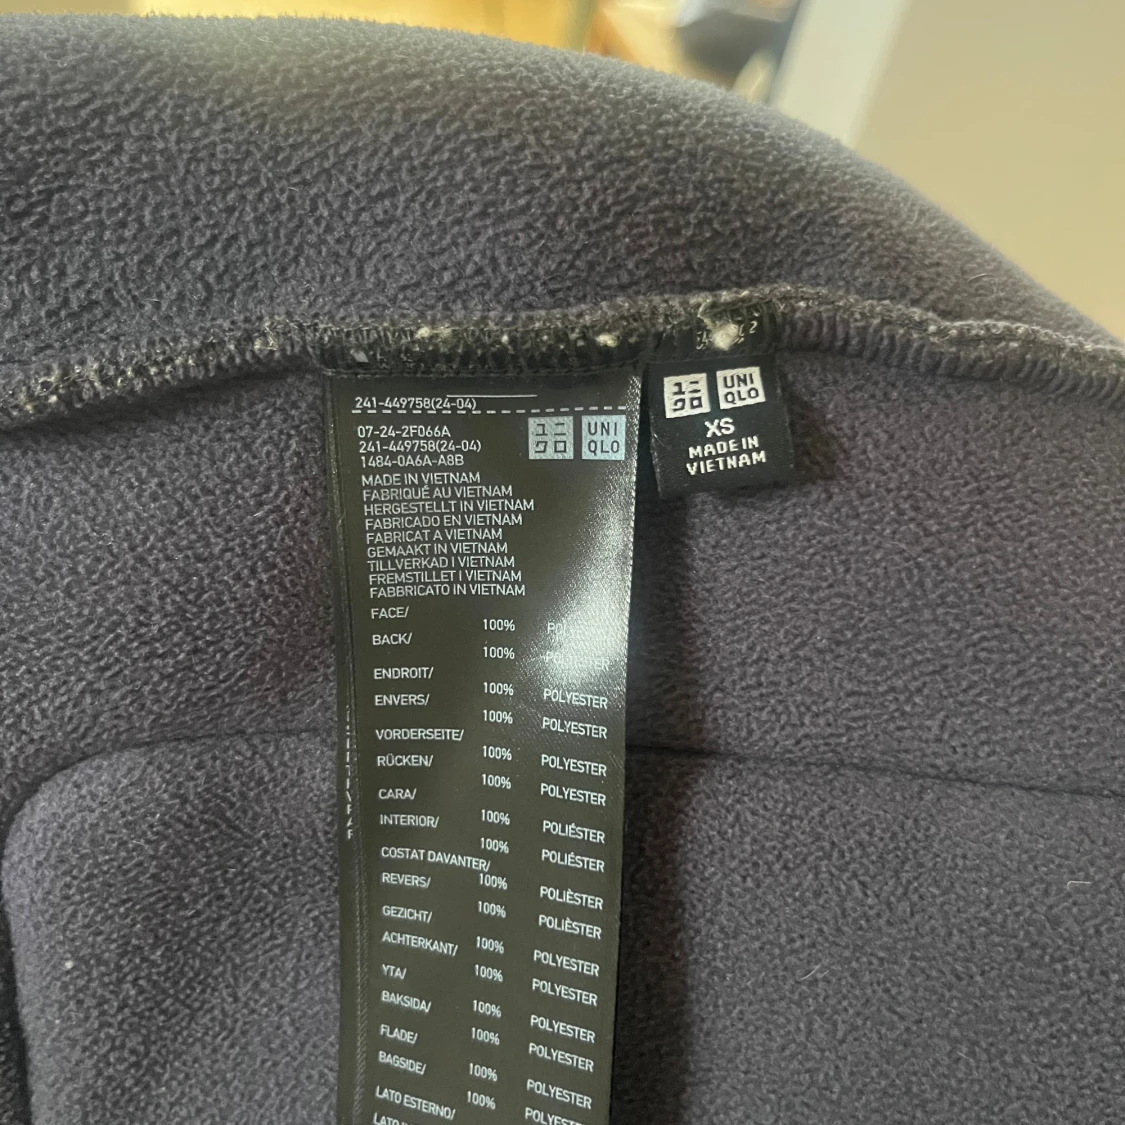 241-449758(24-04)
07-24-2F066A
241-449758(24-04)
1484-0A6A-A8B
ユニ
クロ
UNI
QLO
MADE IN VIETNAM
FABRIQUÉ AU VIETNAM
HERGESTELLT IN VIETNAM
FABRICADO EN VIETNAM
FABRICAT A VIETNAM
GEMAAKT IN VIETNAM
TILLVERKAD I VIETNAM
FREMSTILLET I VIETNAM
FABBRICATO IN VIETNAM
FACE/
100% POLYESTER
BACK/
100% POLYESTER
ENDROIT/
100% POLYESTER
ENVERS/
100% POLYESTER
VORDERSEITE/
100% POLYESTER
RÜCKEN/
100% POLYESTER
CARA/
100% POLIÉSTER
INTERIOR/
100% POLIÉSTER
COSTAT DAVANTER/
100% POLIÈSTER
REVERS/
100% POLIÈSTER
GEZICHT/
100% POLYESTER
ACHTERKANT/
100% POLYESTER
YTA/
100% POLYESTER
BAKSIDA/
100% POLYESTER
FLADE/
100% POLYESTER
BAGSIDE/
100%
LATO ESTERNO/
ユニ
クロ
UNI
QLO
XS
MADE IN
VIETNAM